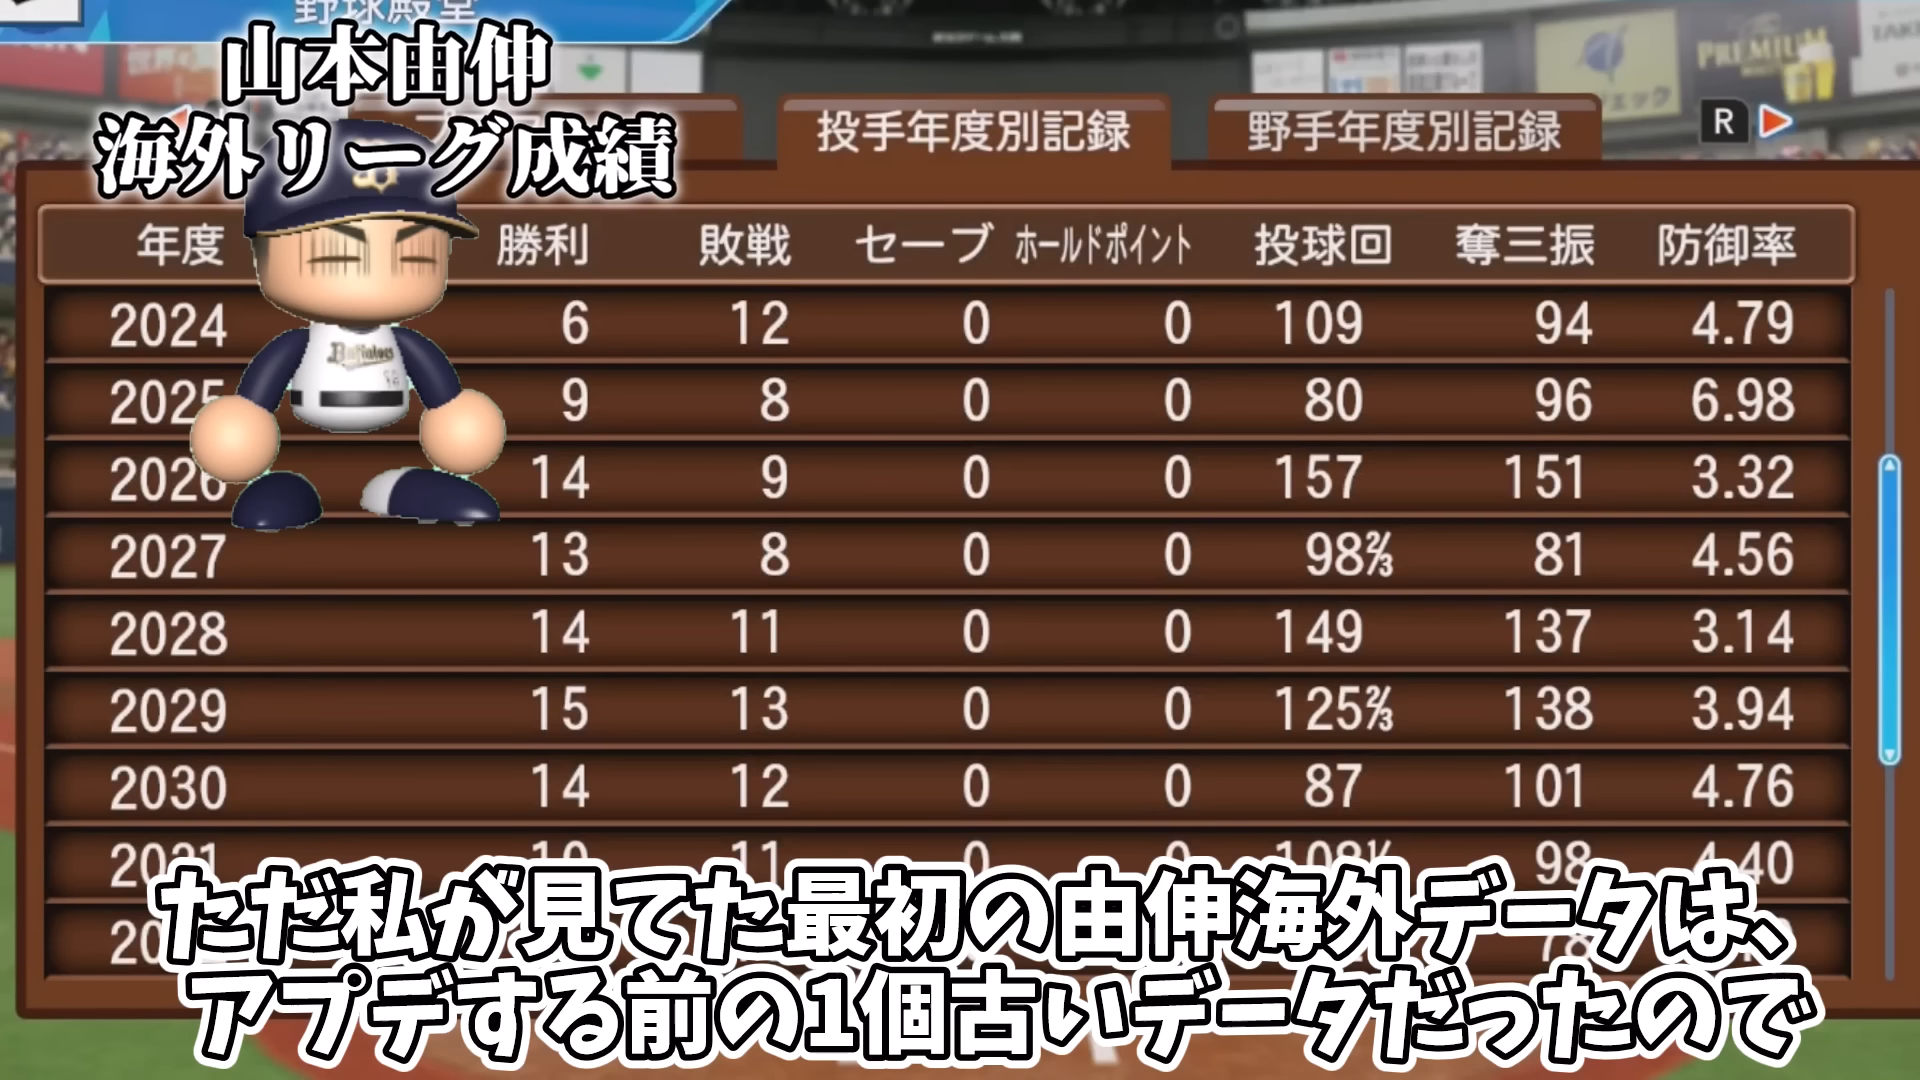 野球殿堂
山本由伸
海外リーグ成績
投手年度別記録
野手年度別記録
R
PREMIUM
年度 勝利 敗戦 セーブ ホールドポイント 投球回 奪三振 防御率
2024 6 12 0 0 109 94 4.79
2025 9 8 0 0 80 96 6.98
2026 14 9 0 0 157 151 3.32
2027 13 8 0 0 98⅔ 81 4.56
2028 14 11 0 0 149 137 3.14
2029 15 13 0 0 125⅔ 138 3.94
2030 14 12 0 0 87 101 4.76
Buffaloes
ただ私が見てた最初の由伸海外データは、
アプデする前の1個古いデータだったので